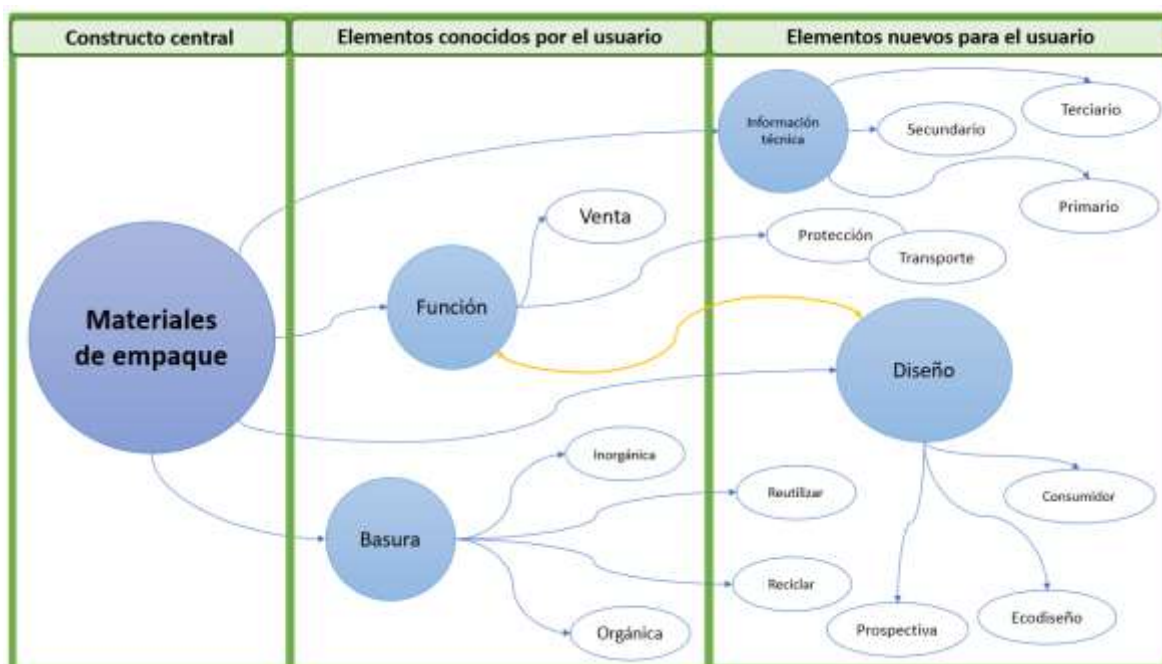 Constructo central
Elementos conocidos por el usuario
Elementos nuevos para el usuario
Materiales
de empaque
Función
Venta
Basura
Inorgánica
Orgánica
Información
técnica
Terciario
Secundario
Primario
Protección
Transporte
Diseño
Consumidor
Reutilizar
Reciclar
Ecodiseño
Prospectiva